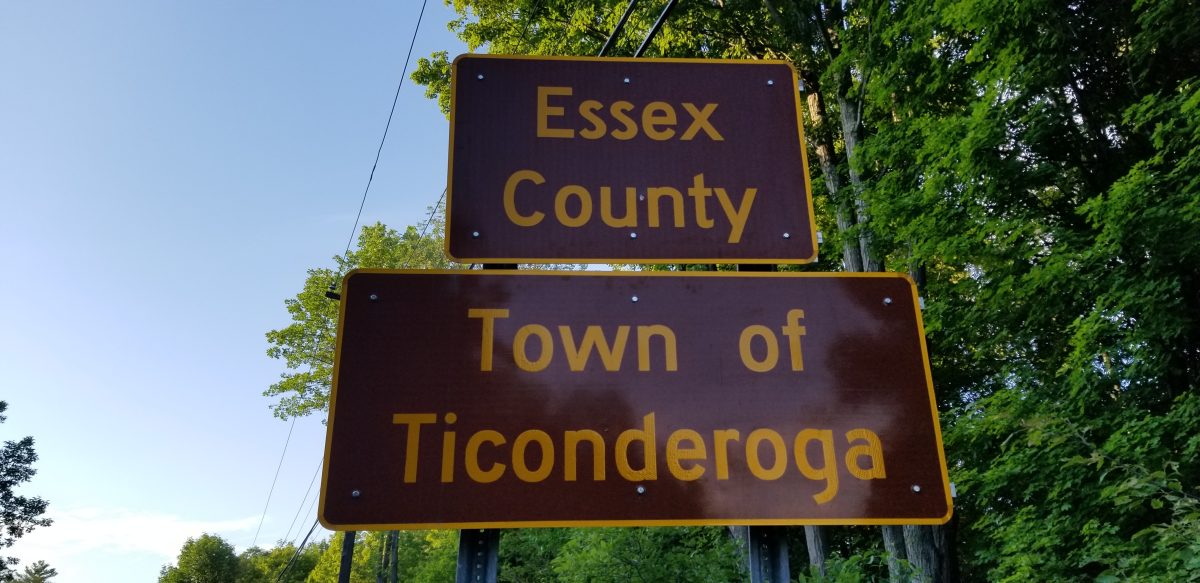 Essex
County
Town of
Ticonderoga